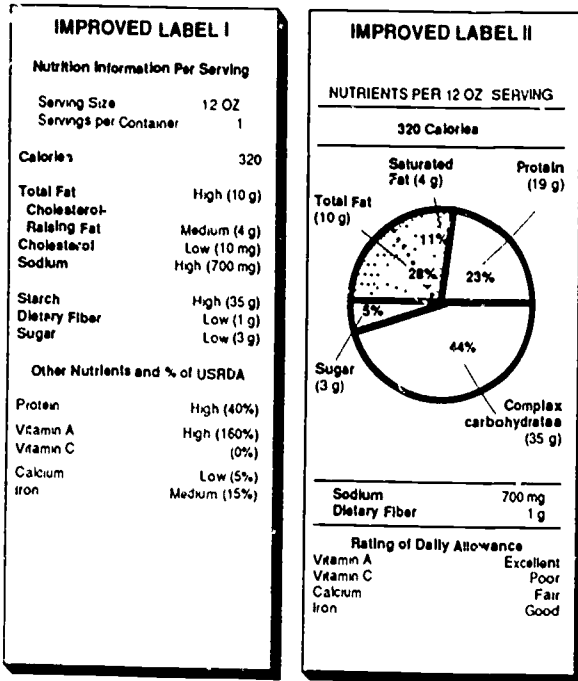 IMPROVED LABEL I
Nutrition Information Per Serving
Serving Size 12 OZ
Servings per Container 1
Calories 320
Total Fat High (10 g)
Cholesterol-
Raising Fat Medium (4 g)
Cholesterol Low (10 mg)
Sodium High (700 mg)
Starch High (35 g)
Dietary Fiber Low (1 g)
Sugar Low (3 g)
Other Nutrients and % of USRDA
Protein High (40%)
Vitamin A High (160%)
Vitamin C (0%)
Calcium Low (5%)
Iron Medium (15%)
IMPROVED LABEL II
NUTRIENTS PER 12 OZ SERVING
320 Calories
Saturated
Fat (4 g)
Protein
(19 g)
Total Fat
(10 g)
11%
28%
23%
5%
44%
Sugar
(3 g)
Complex
carbohydrates
(35 g)
Sodium 700 mg
Dietary Fiber 1 g
Rating of Daily Allowance
Vitamin A Excellent
Vitamin C Poor
Calcium Fair
Iron Good